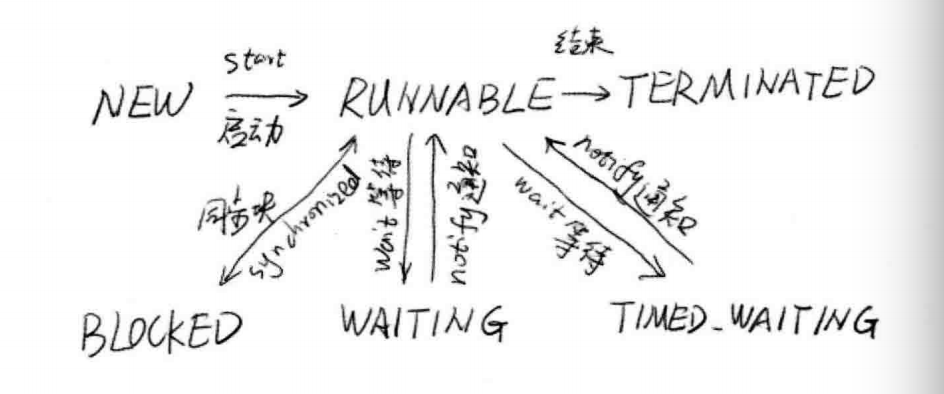 start
结束
NEW
RUNNABLE
TERMINATED
启动
同步块
synchronized
wait 等待
notify 通知
wait 等待
notify 通知
BLOCKED
WAITING
TIMED_WAITING